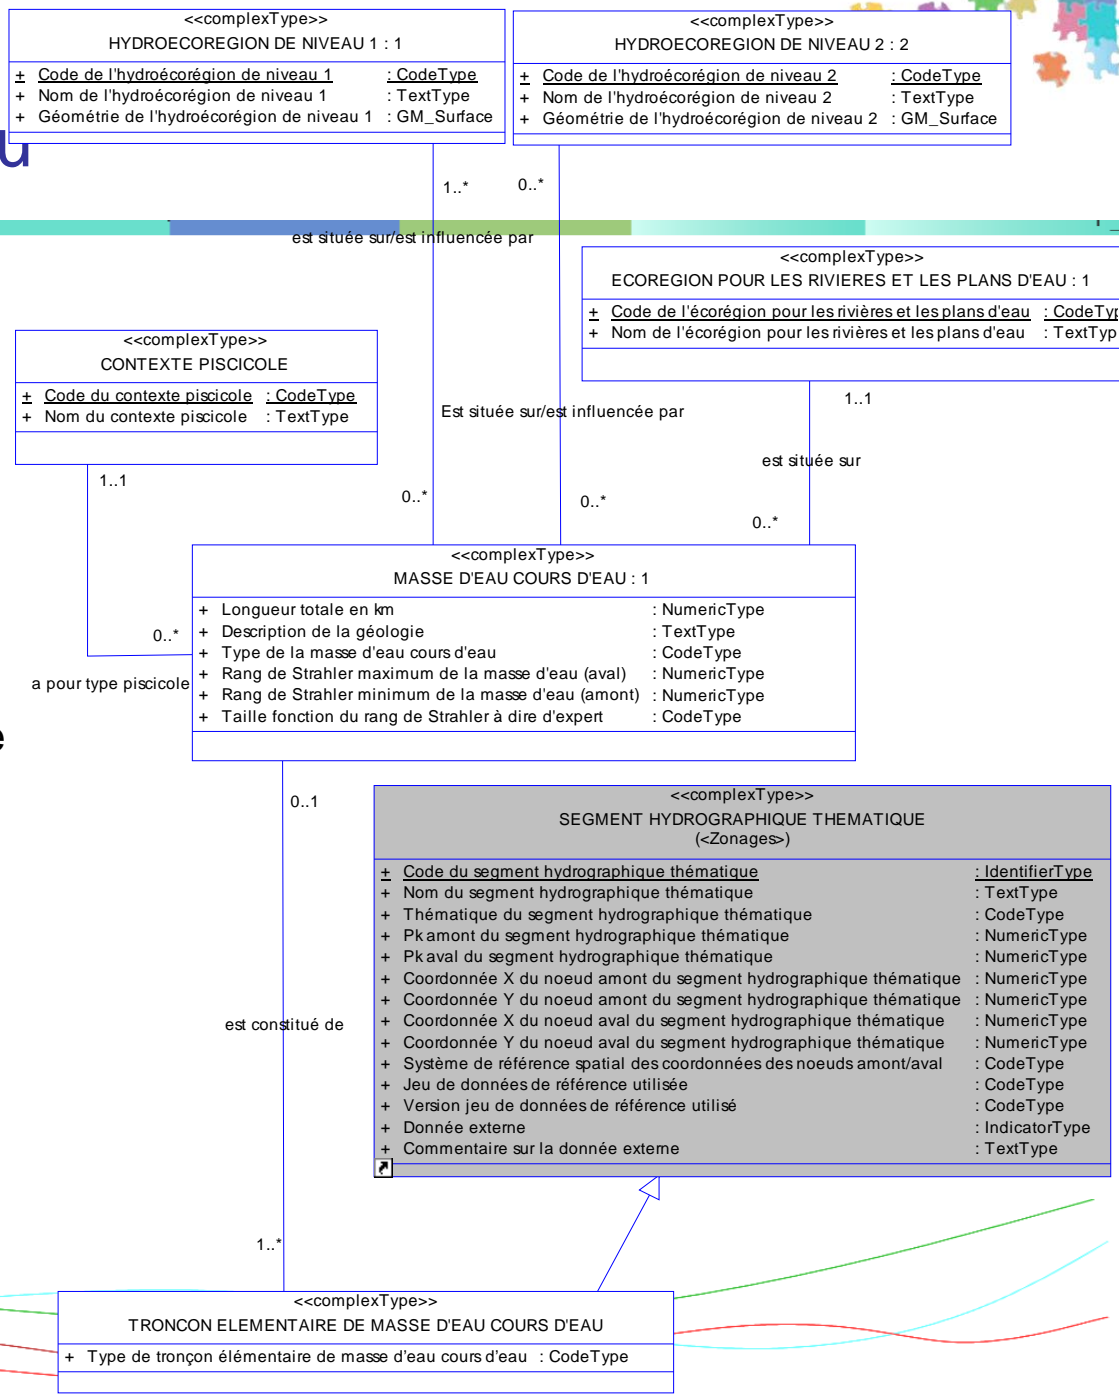 <<complexType>>
HYDROECOREGION DE NIVEAU 1 : 1
+ Code de l'hydroécorégion de niveau 1 : CodeType
+ Nom de l'hydroécorégion de niveau 1 : TextType
+ Géométrie de l'hydroécorégion de niveau 1 : GM_Surface
<<complexType>>
HYDROECOREGION DE NIVEAU 2 : 2
+ Code de l'hydroécorégion de niveau 2 : CodeType
+ Nom de l'hydroécorégion de niveau 2 : TextType
+ Géométrie de l'hydroécorégion de niveau 2 : GM_Surface
u
1..*
0..*
est située sur/est influencée par
<<complexType>>
ECOREGION POUR LES RIVIERES ET LES PLANS D'EAU : 1
+ Code de l'écorégion pour les rivières et les plans d'eau : CodeTyp
+ Nom de l'écorégion pour les rivières et les plans d'eau : TextTyp
<<complexType>>
CONTEXTE PISCICOLE
+ Code du contexte piscicole : CodeType
+ Nom du contexte piscicole : TextType
1..1
Est située sur/est influencée par
est située sur
1..1
0..*
0..*
0..*
<<complexType>>
MASSE D'EAU COURS D'EAU : 1
+ Longueur totale en km : NumericType
+ Description de la géologie : TextType
+ Type de la masse d'eau cours d'eau : CodeType
+ Rang de Strahler maximum de la masse d'eau (aval) : NumericType
+ Rang de Strahler minimum de la masse d'eau (amont) : NumericType
+ Taille fonction du rang de Strahler à dire d'expert : CodeType
0..*
a pour type piscicole
e
0..1
<<complexType>>
SEGMENT HYDROGRAPHIQUE THEMATIQUE
(<Zonages>)
+ Code du segment hydrographique thématique : IdentifierType
+ Nom du segment hydrographique thématique : TextType
+ Thématique du segment hydrographique thématique : CodeType
+ Pk amont du segment hydrographique thématique : NumericType
+ Pk aval du segment hydrographique thématique : NumericType
+ Coordonnée X du noeud amont du segment hydrographique thématique : NumericType
+ Coordonnée Y du noeud amont du segment hydrographique thématique : NumericType
+ Coordonnée X du noeud aval du segment hydrographique thématique : NumericType
+ Coordonnée Y du noeud aval du segment hydrographique thématique : NumericType
+ Système de référence spatial des coordonnées des noeuds amont/aval : CodeType
+ Jeu de données de référence utilisée : CodeType
+ Version jeu de données de référence utilisé : CodeType
+ Donnée externe : IndicatorType
+ Commentaire sur la donnée externe : TextType
est constitué de
1..*
<<complexType>>
TRONCON ELEMENTAIRE DE MASSE D'EAU COURS D'EAU
+ Type de tronçon élémentaire de masse d'eau cours d'eau : CodeType